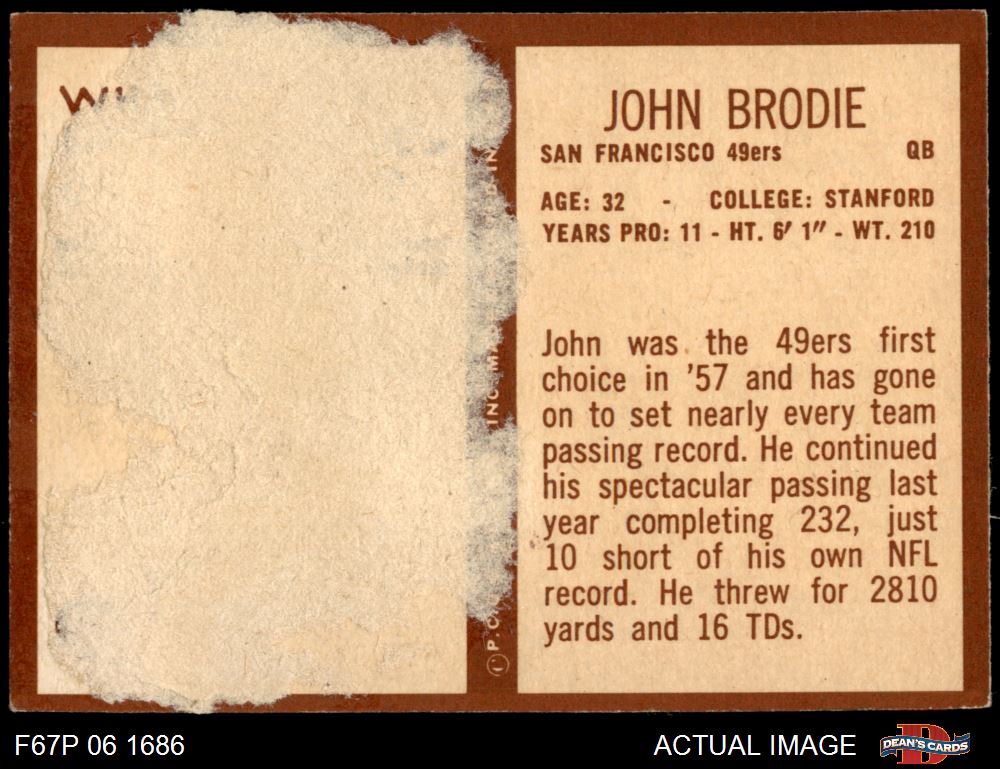 JOHN BRODIE
SAN FRANCISCO 49ers QB
AGE: 32 - COLLEGE: STANFORD
YEARS PRO: 11 - HT. 6' 1" - WT. 210
John was the 49ers first
choice in '57 and has gone
on to set nearly every team
passing record. He continued
his spectacular passing last
year completing 232, just
10 short of his own NFL
record. He threw for 2810
yards and 16 TDs.
F67P 06 1686
ACTUAL IMAGE
DEAN'S CARDS